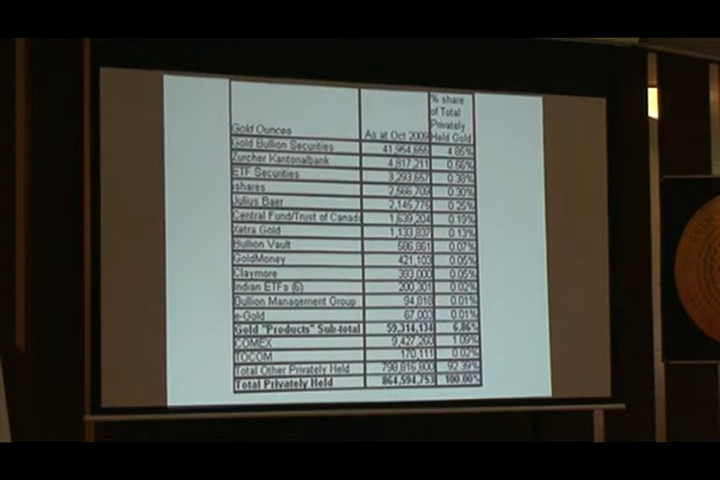 % share
of Total
Privately
Gold Ounces As at Oct 2009 Held Gold
Gold Bullion Securities 41,954,655 4.85%
Zurcher Kantonalbank 4,817,211 0.56%
ETF Securities 3,293,657 0.38%
ishares 2,566,709 0.30%
Julius Baer 2,145,775 0.25%
Central Fund/Trust of Canada 1,639,204 0.19%
Xetra Gold 1,133,837 0.13%
Bullion Vault 586,861 0.07%
GoldMoney 421,103 0.05%
Claymore 393,000 0.05%
Indian ETFs (6) 200,301 0.02%
Bullion Management Group 94,818 0.01%
e-Gold 67,003 0.01%
Gold "Products" Sub-total 59,314,134 6.86%
COMEX 9,427,260 1.09%
TOCOM 170,111 0.02%
Total Other Privately Held 798,816,800 92.39%
Total Privately Held 864,594,753 100.00%